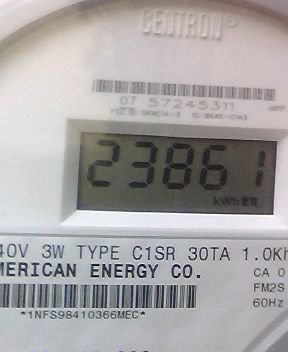 CENTRON®
07 57245311
23861
kWh
40V 3W TYPE C1SR 30TA 1.0Kh
MERICAN ENERGY CO.
CA 0
FM2S
60Hz
*1NFS98410366MEC*